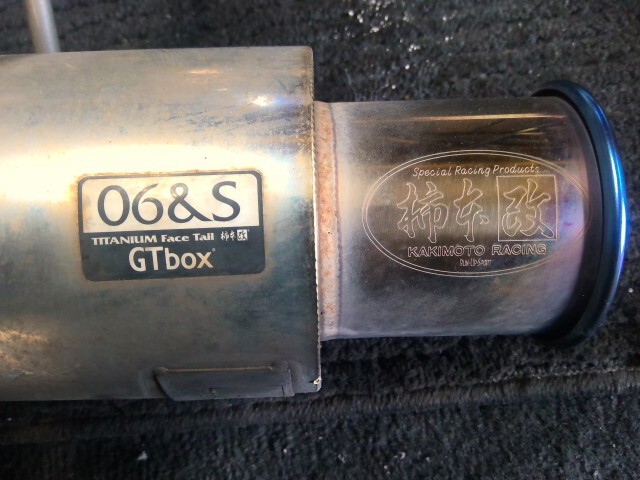 06&S
TITANIUM Face Tail 柿本改
GTbox
Special Racing Products
柿本改
KAKIMOTO RACING